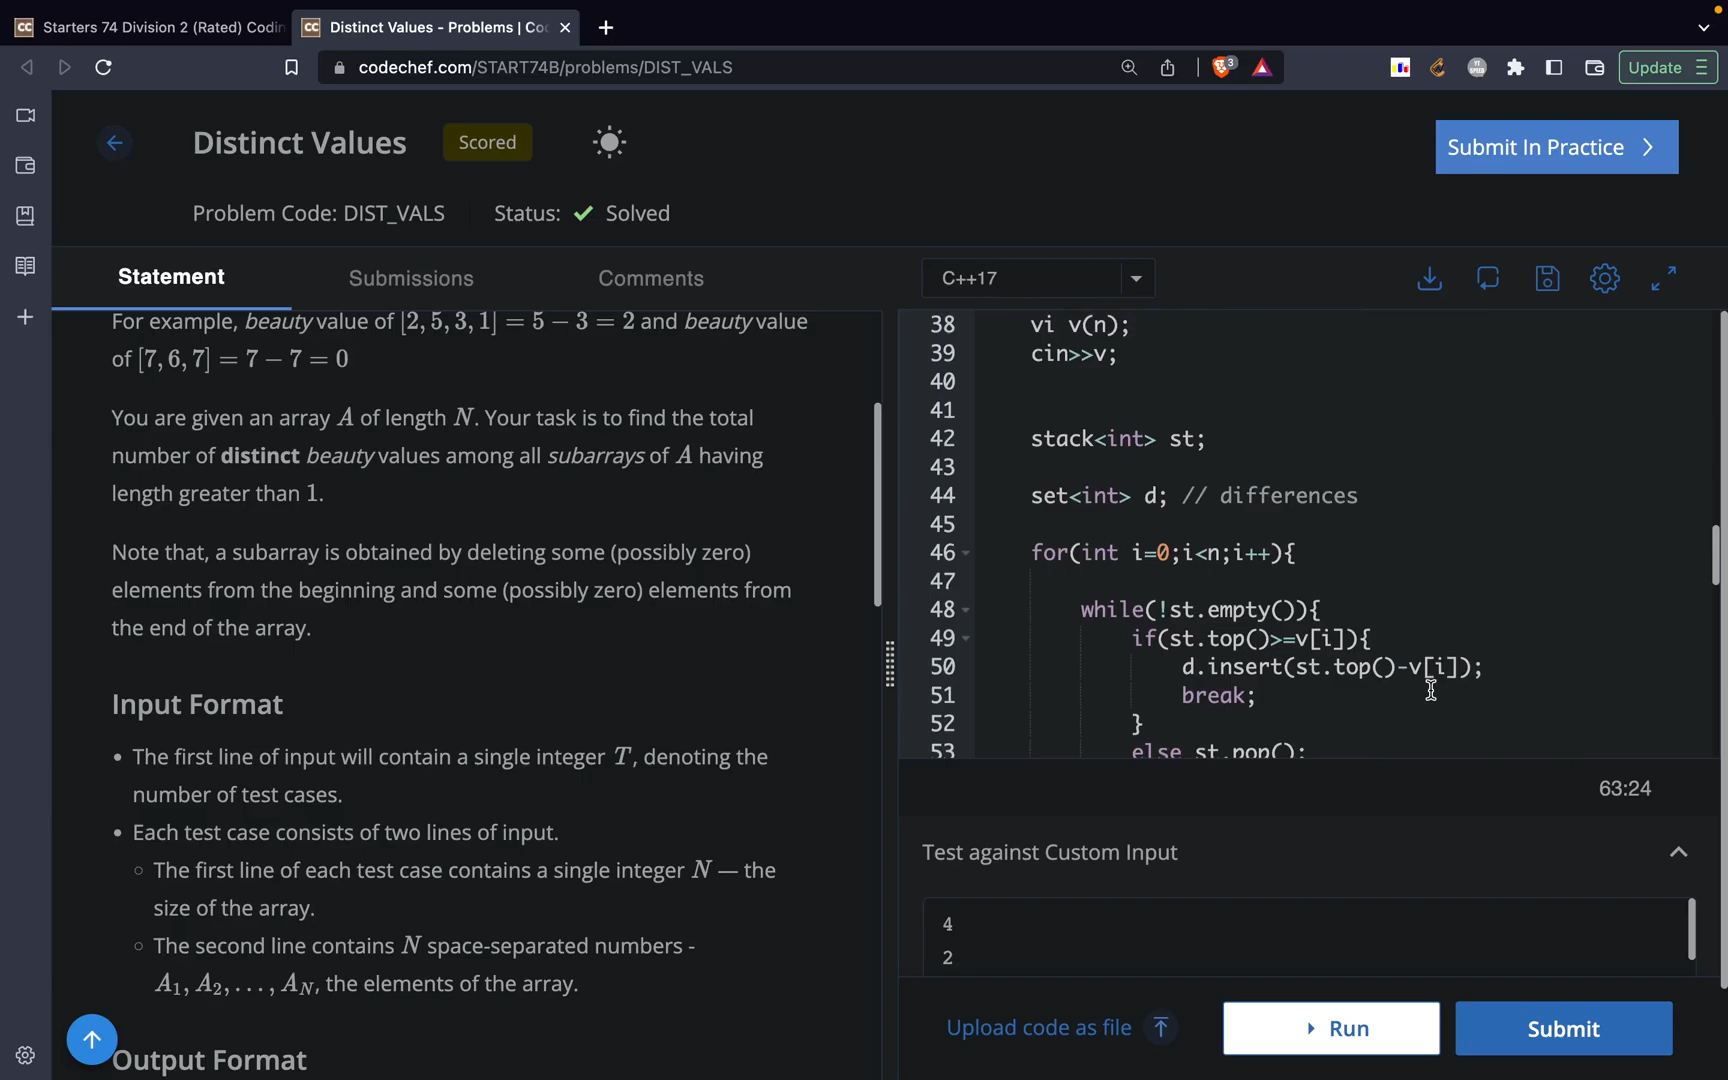 Starters 74 Division 2 (Rated) Codin
Distinct Values - Problems | Co
codechef.com/START74B/problems/DIST_VALS
3
Update
Distinct Values
Scored
Submit In Practice
Problem Code: DIST_VALS
Status: ✓ Solved
Statement
Submissions
Comments
C++17
For example, beauty value of [2, 5, 3, 1] = 5 − 3 = 2 and beauty value
of [7, 6, 7] = 7 − 7 = 0
You are given an array A of length N. Your task is to find the total
number of distinct beauty values among all subarrays of A having
length greater than 1.
Note that, a subarray is obtained by deleting some (possibly zero)
elements from the beginning and some (possibly zero) elements from
the end of the array.
Input Format
• The first line of input will contain a single integer T, denoting the
number of test cases.
• Each test case consists of two lines of input.
○ The first line of each test case contains a single integer N — the
size of the array.
○ The second line contains N space-separated numbers -
A1, A2, . . . , AN, the elements of the array.
Output Format
38 vi v(n);
39 cin>>v;
40
41
42 stack<int> st;
43
44 set<int> d; // differences
45
46 for(int i=0;i<n;i++){
47
48 while(!st.empty()){
49 if(st.top()>=v[i]){
50 d.insert(st.top()-v[i]);
51 break;
52 }
53 else st.pop();
63:24
Test against Custom Input
4
2
Upload code as file
Run
Submit